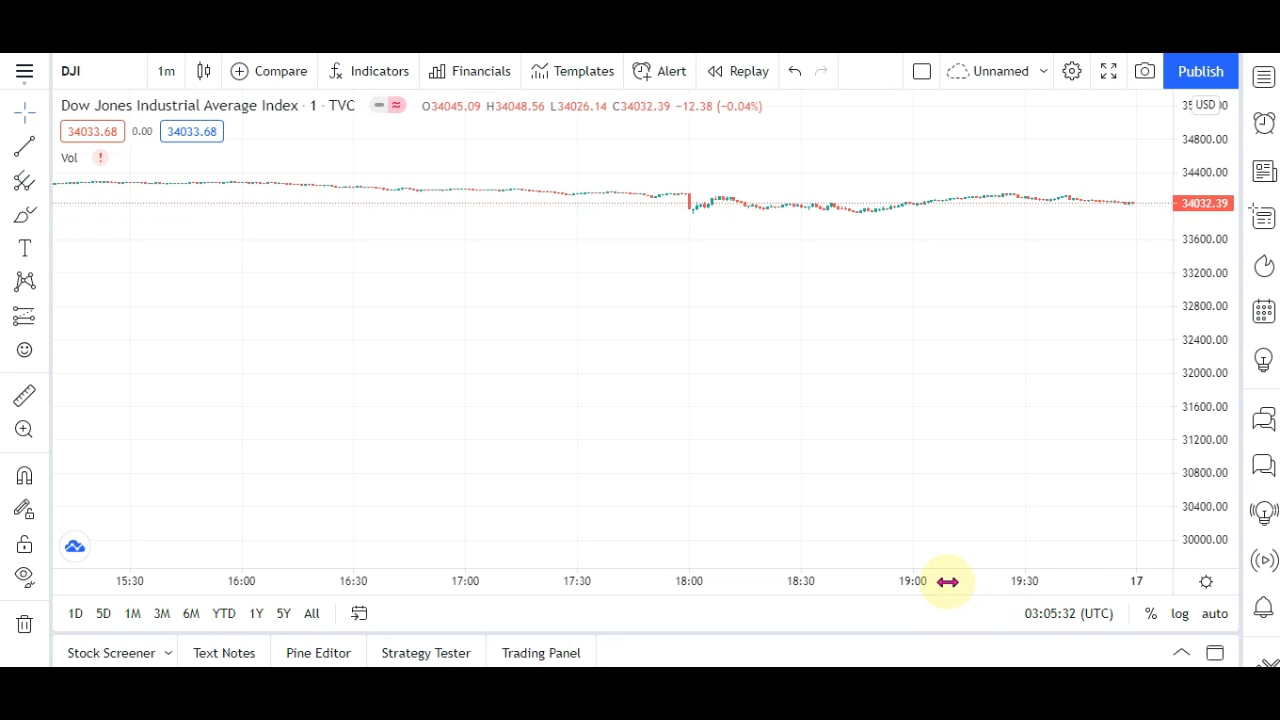 DJI 1m Compare Indicators Financials Templates Alert Replay Unnamed Publish
Dow Jones Industrial Average Index · 1 · TVC O34045.09 H34048.56 L34026.14 C34032.39 −12.38 (−0.04%)
USD
34033.68 0.00 34033.68
Vol !
34800.00
34400.00
34032.39
33600.00
33200.00
32800.00
32400.00
32000.00
31600.00
31200.00
30800.00
30400.00
30000.00
15:30 16:00 16:30 17:00 17:30 18:00 18:30 19:00 19:30 17
1D 5D 1M 3M 6M YTD 1Y 5Y All 03:05:32 (UTC) % log auto
Stock Screener Text Notes Pine Editor Strategy Tester Trading Panel